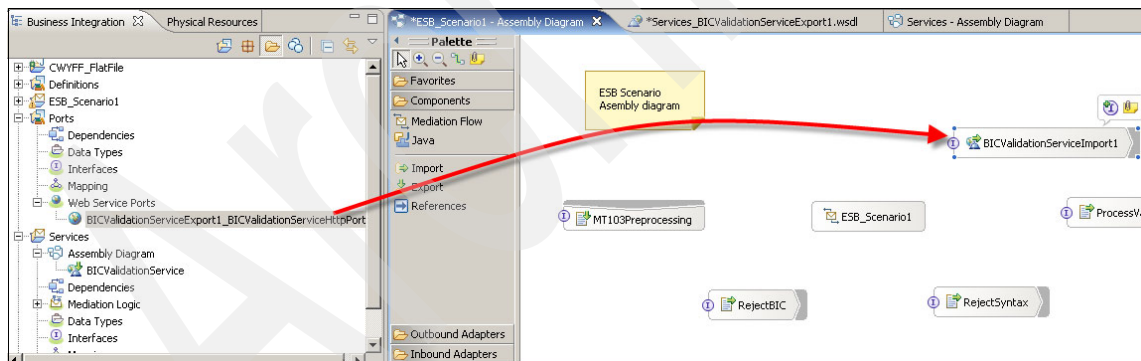 Business Integration
Physical Resources
*ESB_Scenario1 - Assembly Diagram
*Services_BICValidationServiceExport1.wsdl
Services - Assembly Diagram
CWYFF_FlatFile
Definitions
ESB_Scenario1
Ports
Dependencies
Data Types
Interfaces
Mapping
Web Service Ports
BICValidationServiceExport1_BICValidationServiceHttpPort
Services
Assembly Diagram
BICValidationService
Dependencies
Mediation Logic
Data Types
Interfaces
Palette
Favorites
Components
Mediation Flow
Java
Import
Export
References
Outbound Adapters
Inbound Adapters
ESB Scenario
Asembly diagram
BICValidationServiceImport1
MT103Preprocessing
ESB_Scenario1
ProcessVa
RejectBIC
RejectSyntax